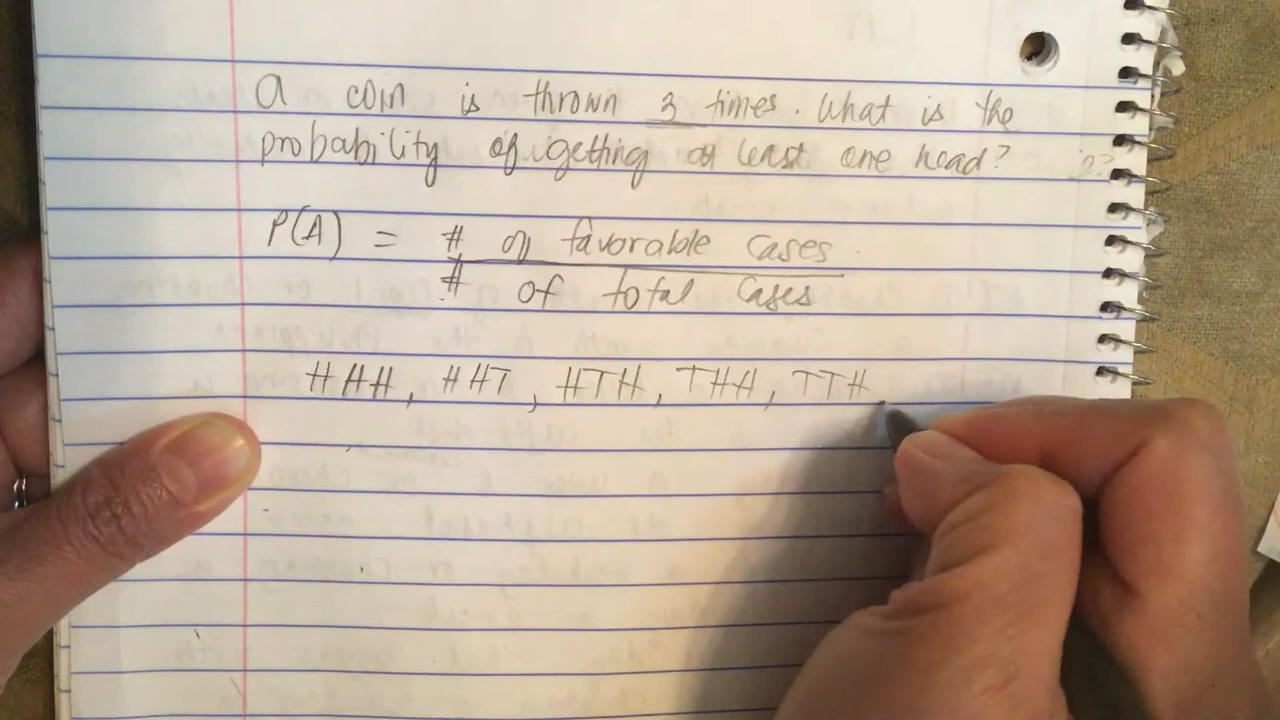 A coin is thrown 3 times. What is the
probability of getting at least one head?
P(A) = # of favorable cases
# of total cases
HHH, HHT, HTH, THH, TTH,